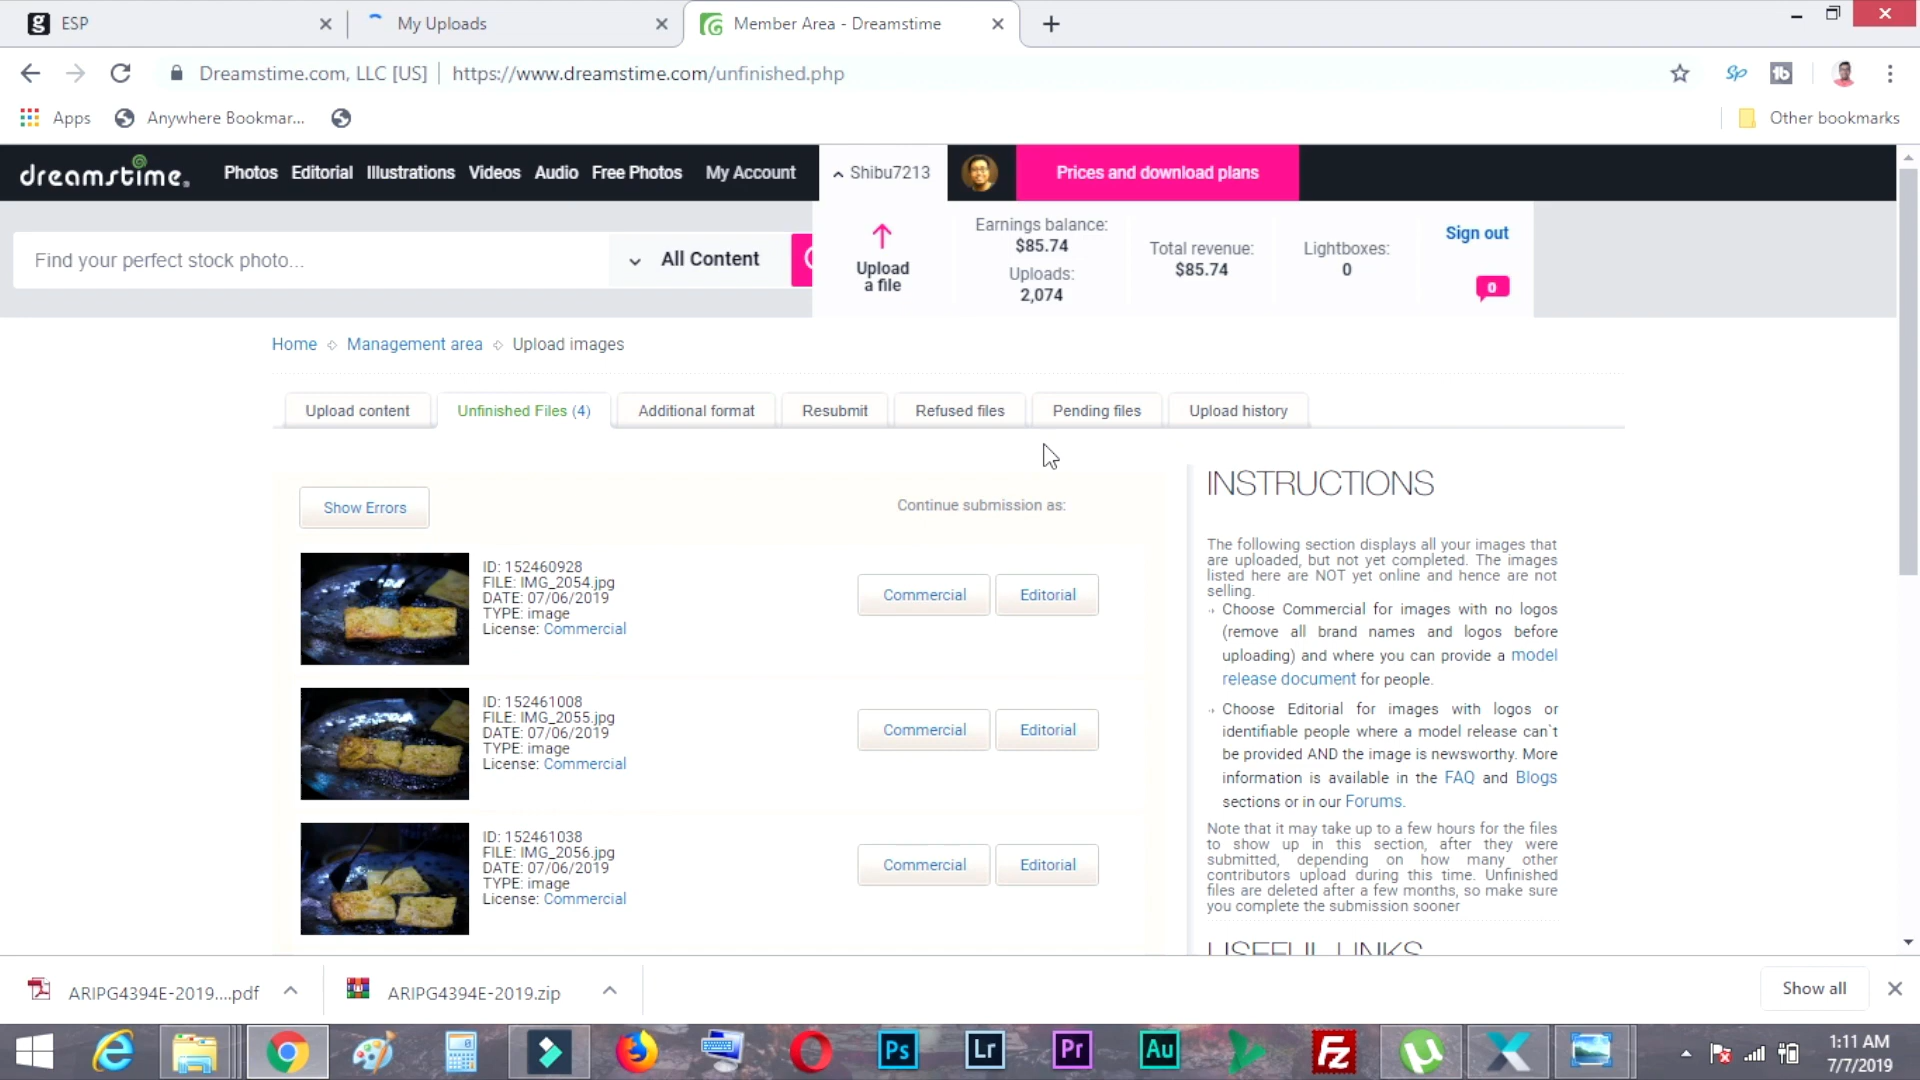 ESP
My Uploads
Member Area - Dreamstime
Dreamstime.com, LLC [US]
https://www.dreamstime.com/unfinished.php
Sp
Apps
Anywhere Bookmar...
Other bookmarks
dreamstime.
Photos
Editorial
Illustrations
Videos
Audio
Free Photos
My Account
Shibu7213
Prices and download plans
Find your perfect stock photo...
All Content
Upload
a file
Earnings balance:
$85.74
Uploads:
2,074
Total revenue:
$85.74
Lightboxes:
0
Sign out
0
Home
Management area
Upload images
Upload content
Unfinished Files (4)
Additional format
Resubmit
Refused files
Pending files
Upload history
Show Errors
Continue submission as:
ID: 152460928
FILE: IMG_2054.jpg
DATE: 07/06/2019
TYPE: image
License: Commercial
Commercial
Editorial
ID: 152461008
FILE: IMG_2055.jpg
DATE: 07/06/2019
TYPE: image
License: Commercial
Commercial
Editorial
ID: 152461038
FILE: IMG_2056.jpg
DATE: 07/06/2019
TYPE: image
License: Commercial
Commercial
Editorial
INSTRUCTIONS
The following section displays all your images that
are uploaded, but not yet completed. The images
listed here are NOT yet online and hence are not
selling.
Choose Commercial for images with no logos
(remove all brand names and logos before
uploading) and where you can provide a model
release document for people.
Choose Editorial for images with logos or
identifiable people where a model release can`t
be provided AND the image is newsworthy. More
information is available in the FAQ and Blogs
sections or in our Forums.
Note that it may take up to a few hours for the files
to show up in this section, after they were
submitted, depending on how many other
contributors upload during this time. Unfinished
files are deleted after a few months, so make sure
you complete the submission sooner
USEFUL LINKS
ARIPG4394E-2019....pdf
ARIPG4394E-2019.zip
Show all
Ps
Lr
Pr
Au
Fz
1:11 AM
7/7/2019